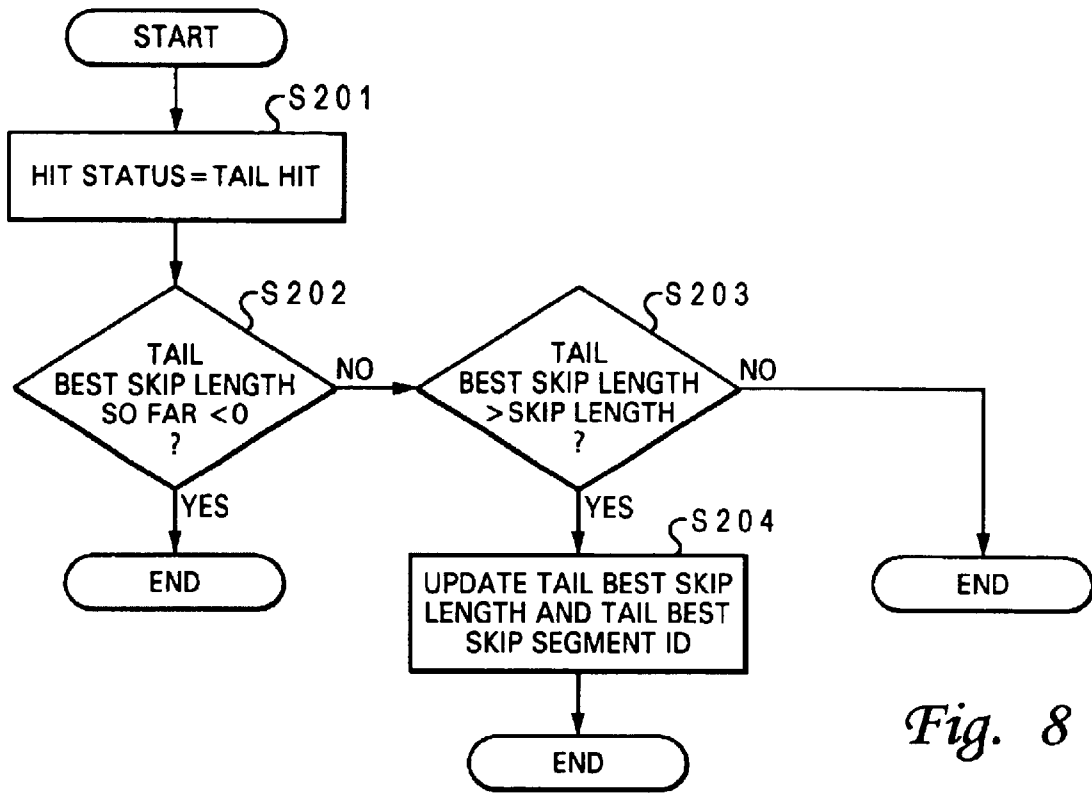 START
S201
HIT STATUS=TAIL HIT
S202
TAIL
BEST SKIP LENGTH
SO FAR <0
?
NO
YES
END
S203
TAIL
BEST SKIP LENGTH
>SKIP LENGTH
?
NO
YES
S204
UPDATE TAIL BEST SKIP
LENGTH AND TAIL BEST
SKIP SEGMENT ID
END
END
Fig. 8